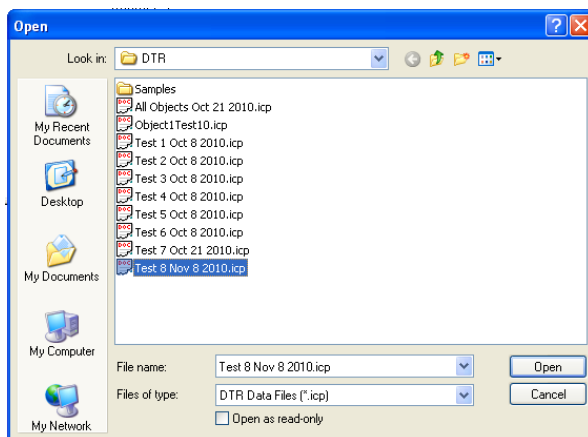 Open
Look in:
DTR
Samples
All Objects Oct 21 2010.icp
Object1Test10.icp
Test 1 Oct 8 2010.icp
Test 2 Oct 8 2010.icp
Test 3 Oct 8 2010.icp
Test 4 Oct 8 2010.icp
Test 5 Oct 8 2010.icp
Test 6 Oct 8 2010.icp
Test 7 Oct 21 2010.icp
Test 8 Nov 8 2010.icp
My Recent
Documents
Desktop
My Documents
My Computer
My Network
File name:
Test 8 Nov 8 2010.icp
Open
Files of type:
DTR Data Files (*.icp)
Cancel
Open as read-only